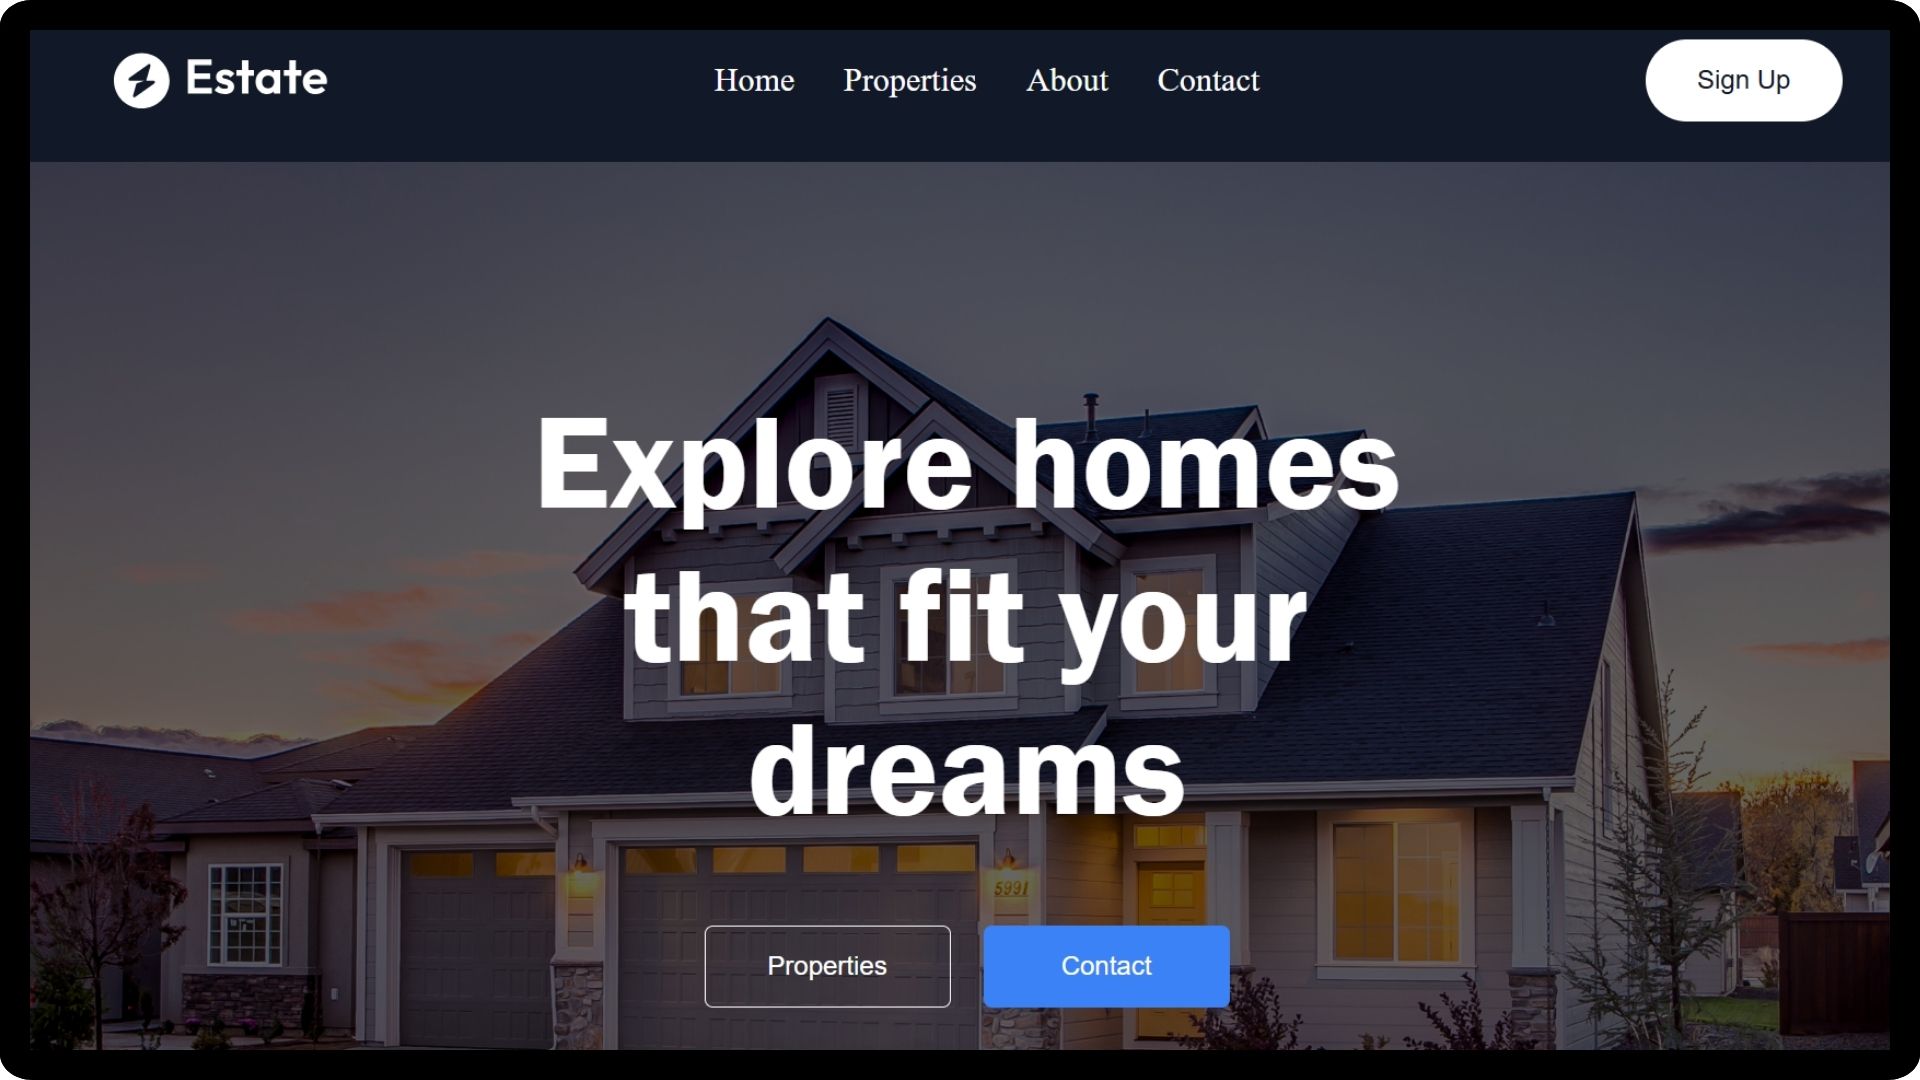 Estate
Home Properties About Contact
Sign Up
Explore homes
that fit your
dreams
5991
Properties
Contact